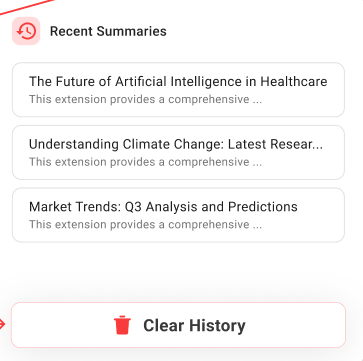 Recent Summaries
The Future of Artificial Intelligence in Healthcare
This extension provides a comprehensive ...
Understanding Climate Change: Latest Resear...
This extension provides a comprehensive ...
Market Trends: Q3 Analysis and Predictions
This extension provides a comprehensive ...
Clear History